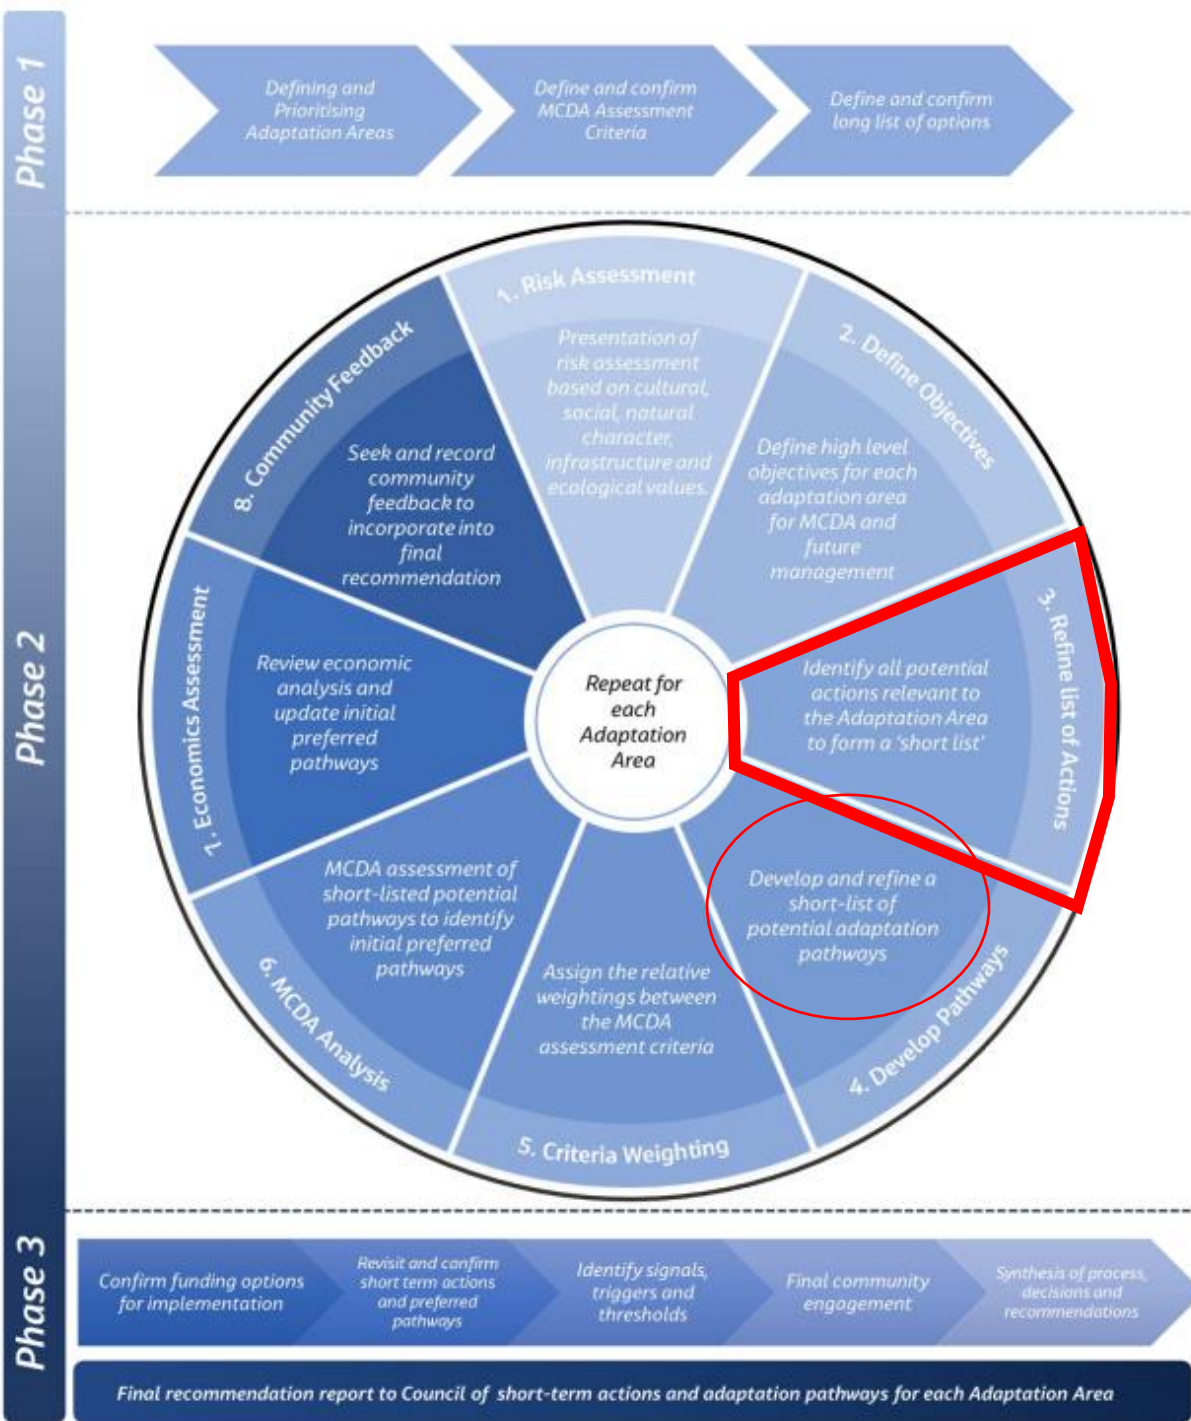 Phase 1
Defining and
Prioritising
Adaptation Areas
Define and confirm
MCDA Assessment
Criteria
Define and confirm
long list of options
Phase 2
1. Risk Assessment
Presentation of
risk assessment
based on cultural,
social, natural
character,
infrastructure and
ecological values.
2. Define Objectives
Define high level
objectives for each
adaptation area
for MCDA and
future
management
3. Refine list of Actions
Identify all potential
actions relevant to
the Adaptation Area
to form a ‘short list’
4. Develop Pathways
Develop and refine a
short-list of
potential adaptation
pathways
5. Criteria Weighting
Assign the relative
weightings between
the MCDA
assessment criteria
6. MCDA Analysis
MCDA assessment of
short-listed potential
pathways to identify
initial preferred
pathways
7. Economics Assessment
Review economic
analysis and
update initial
preferred
pathways
8. Community Feedback
Seek and record
community
feedback to
incorporate into
final
recommendation
Repeat for
each
Adaptation
Area
Phase 3
Confirm funding options
for implementation
Revisit and confirm
short term actions
and preferred
pathways
Identify signals,
triggers and
thresholds
Final community
engagement
Synthesis of process,
decisions and
recommendations
Final recommendation report to Council of short-term actions and adaptation pathways for each Adaptation Area